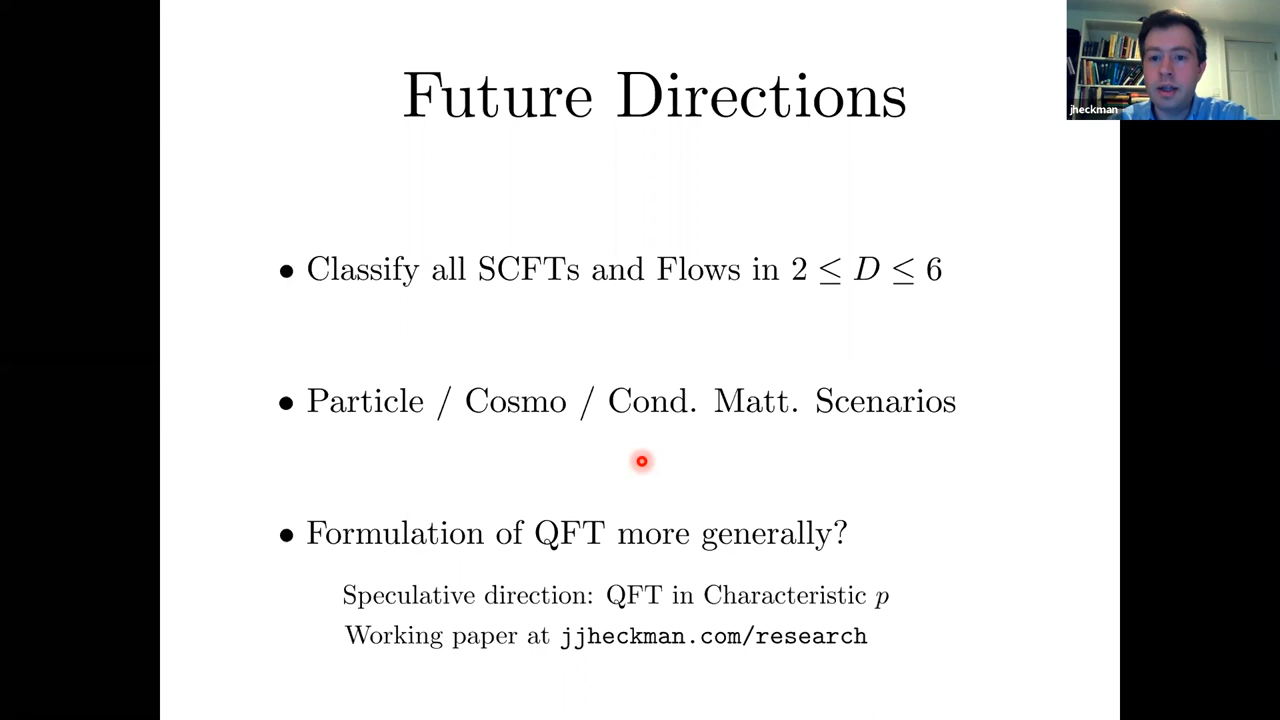 Future Directions
jheckman
• Classify all SCFTs and Flows in 2 ≤ D ≤ 6
• Particle / Cosmo / Cond. Matt. Scenarios
• Formulation of QFT more generally?
Speculative direction: QFT in Characteristic p
Working paper at jjheckman.com/research